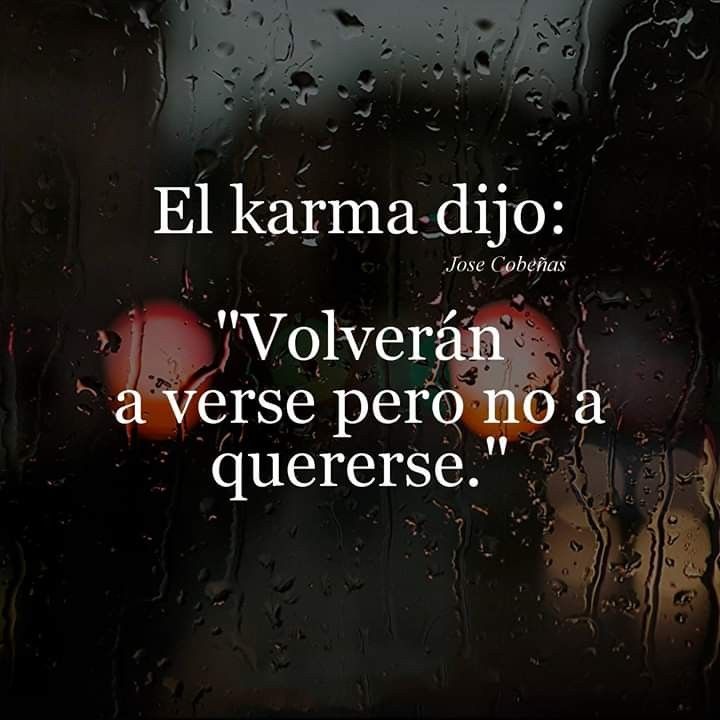 El karma dijo:
Jose Cobeñas
"Volverán
a verse pero no a
quererse."